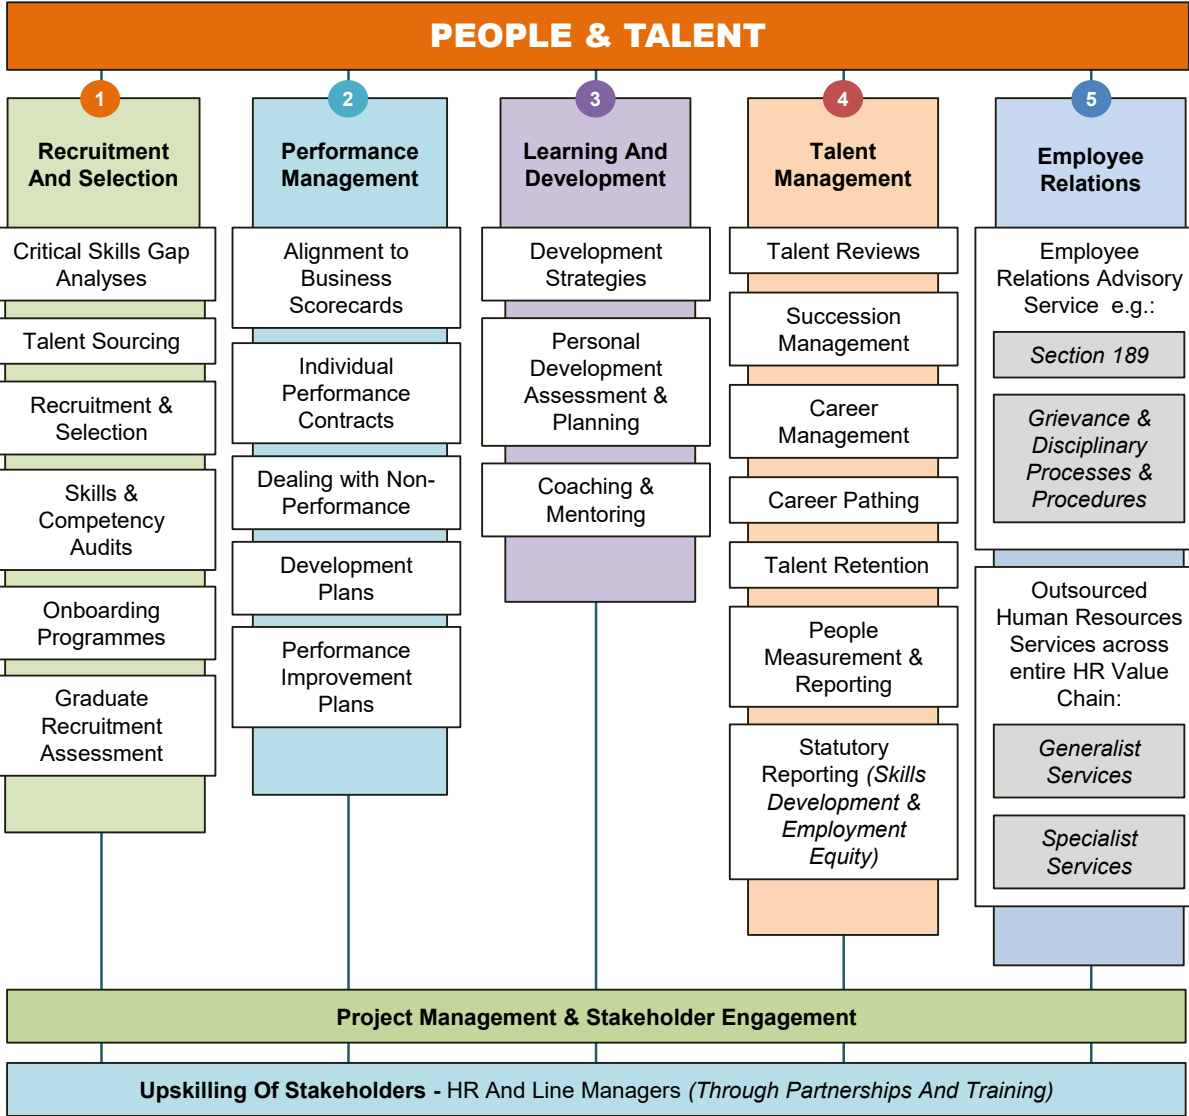 PEOPLE & TALENT
1
Recruitment
And Selection
Critical Skills Gap
Analyses
Talent Sourcing
Recruitment &
Selection
Skills &
Competency
Audits
Onboarding
Programmes
Graduate
Recruitment
Assessment
2
Performance
Management
Alignment to
Business
Scorecards
Individual
Performance
Contracts
Dealing with Non-
Performance
Development
Plans
Performance
Improvement
Plans
3
Learning And
Development
Development
Strategies
Personal
Development
Assessment &
Planning
Coaching &
Mentoring
4
Talent
Management
Talent Reviews
Succession
Management
Career
Management
Career Pathing
Talent Retention
People
Measurement &
Reporting
Statutory
Reporting (Skills
Development &
Employment
Equity)
5
Employee
Relations
Employee
Relations Advisory
Service e.g.:
Section 189
Grievance &
Disciplinary
Processes &
Procedures
Outsourced
Human Resources
Services across
entire HR Value
Chain:
Generalist
Services
Specialist
Services
Project Management & Stakeholder Engagement
Upskilling Of Stakeholders - HR And Line Managers (Through Partnerships And Training)